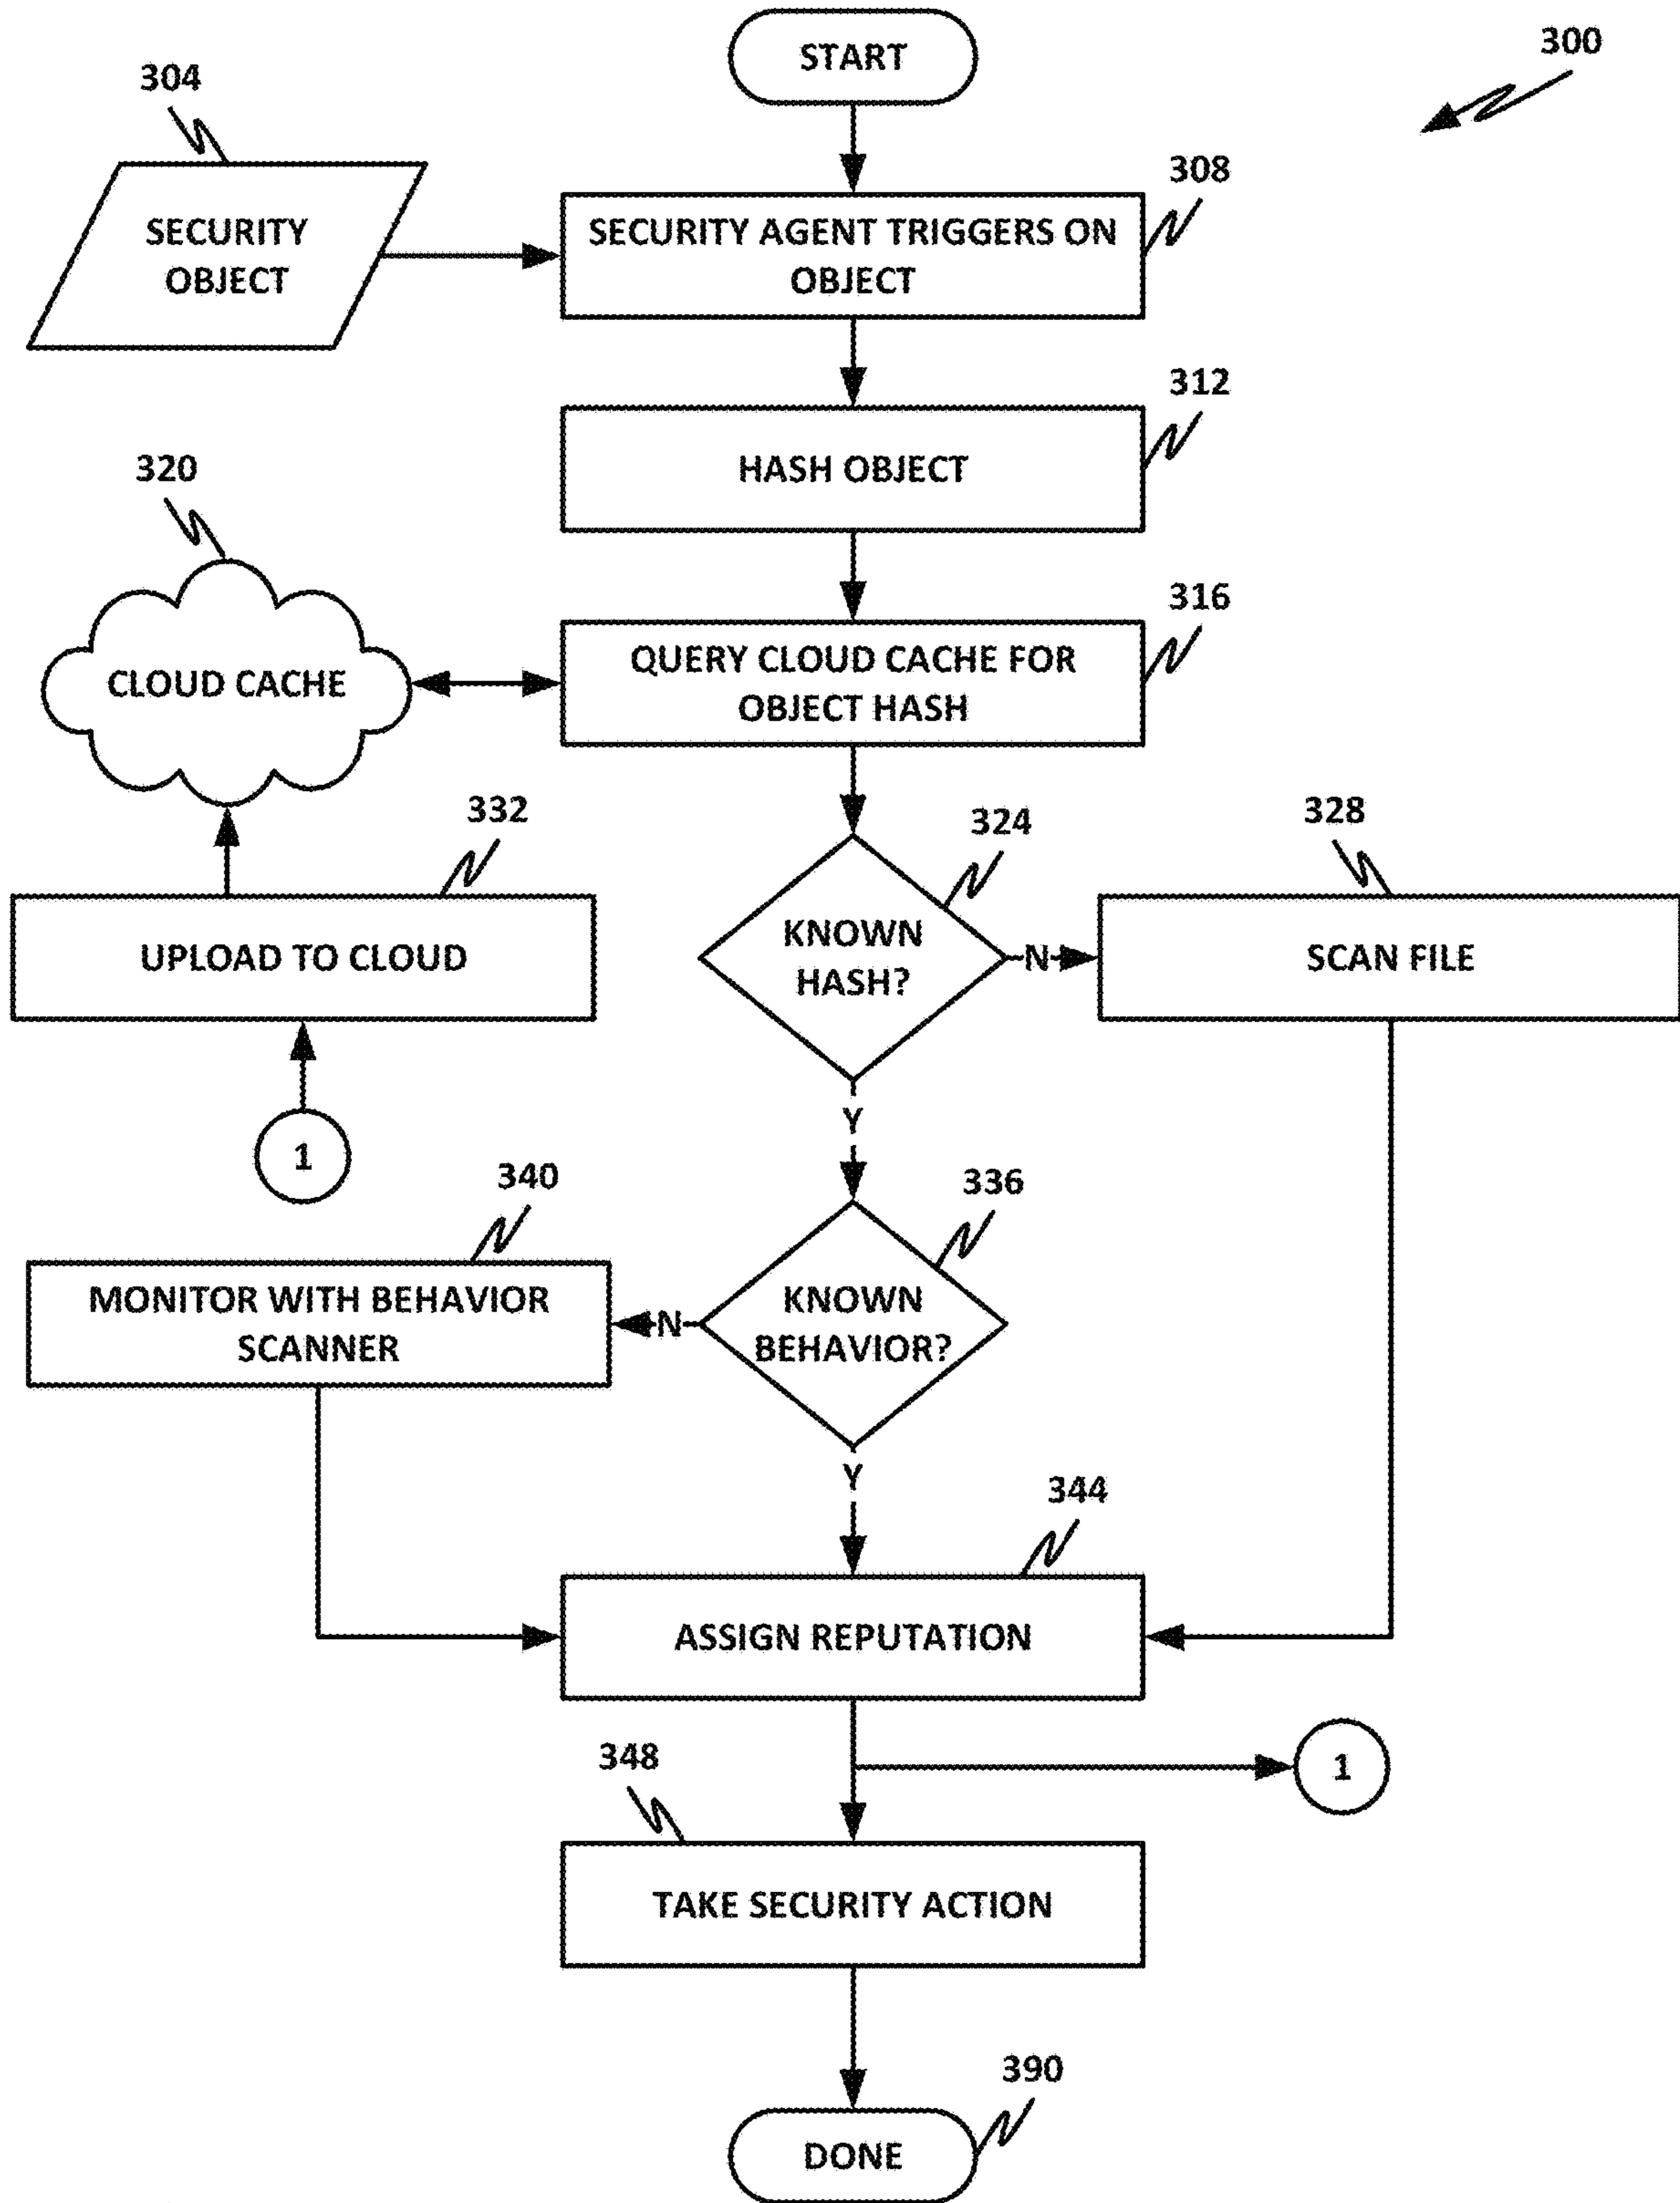 START
300
304
SECURITY
OBJECT
308
SECURITY AGENT TRIGGERS ON
OBJECT
312
HASH OBJECT
320
CLOUD CACHE
316
QUERY CLOUD CACHE FOR
OBJECT HASH
332
UPLOAD TO CLOUD
324
KNOWN
HASH?
N
328
SCAN FILE
Y
1
340
MONITOR WITH BEHAVIOR
SCANNER
336
KNOWN
BEHAVIOR?
N
Y
344
ASSIGN REPUTATION
1
348
TAKE SECURITY ACTION
390
DONE